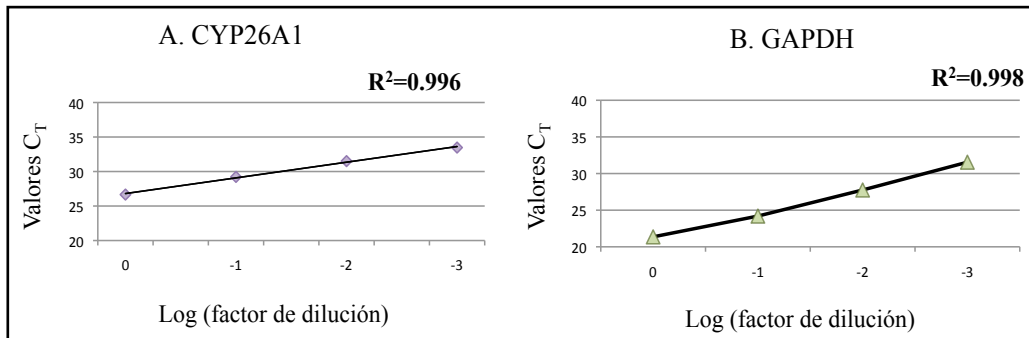 A. CYP26A1
R²=0.996
Valores C_T
40
35
30
25
20
0 -1 -2 -3
Log (factor de dilución)
B. GAPDH
R²=0.998
Valores C_T
40
35
30
25
20
0 -1 -2 -3
Log (factor de dilución)